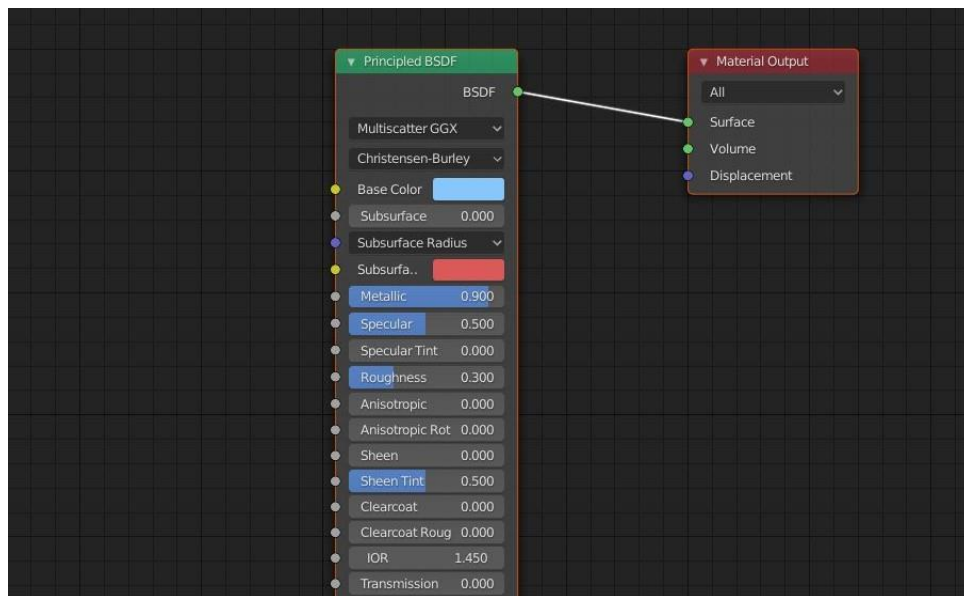 Principled BSDF
BSDF
Multiscatter GGX
Christensen-Burley
Base Color
Subsurface 0.000
Subsurface Radius
Subsurfa..
Metallic 0.900
Specular 0.500
Specular Tint 0.000
Roughness 0.300
Anisotropic 0.000
Anisotropic Rot 0.000
Sheen 0.000
Sheen Tint 0.500
Clearcoat 0.000
Clearcoat Roug 0.000
IOR 1.450
Transmission 0.000
Material Output
All
Surface
Volume
Displacement